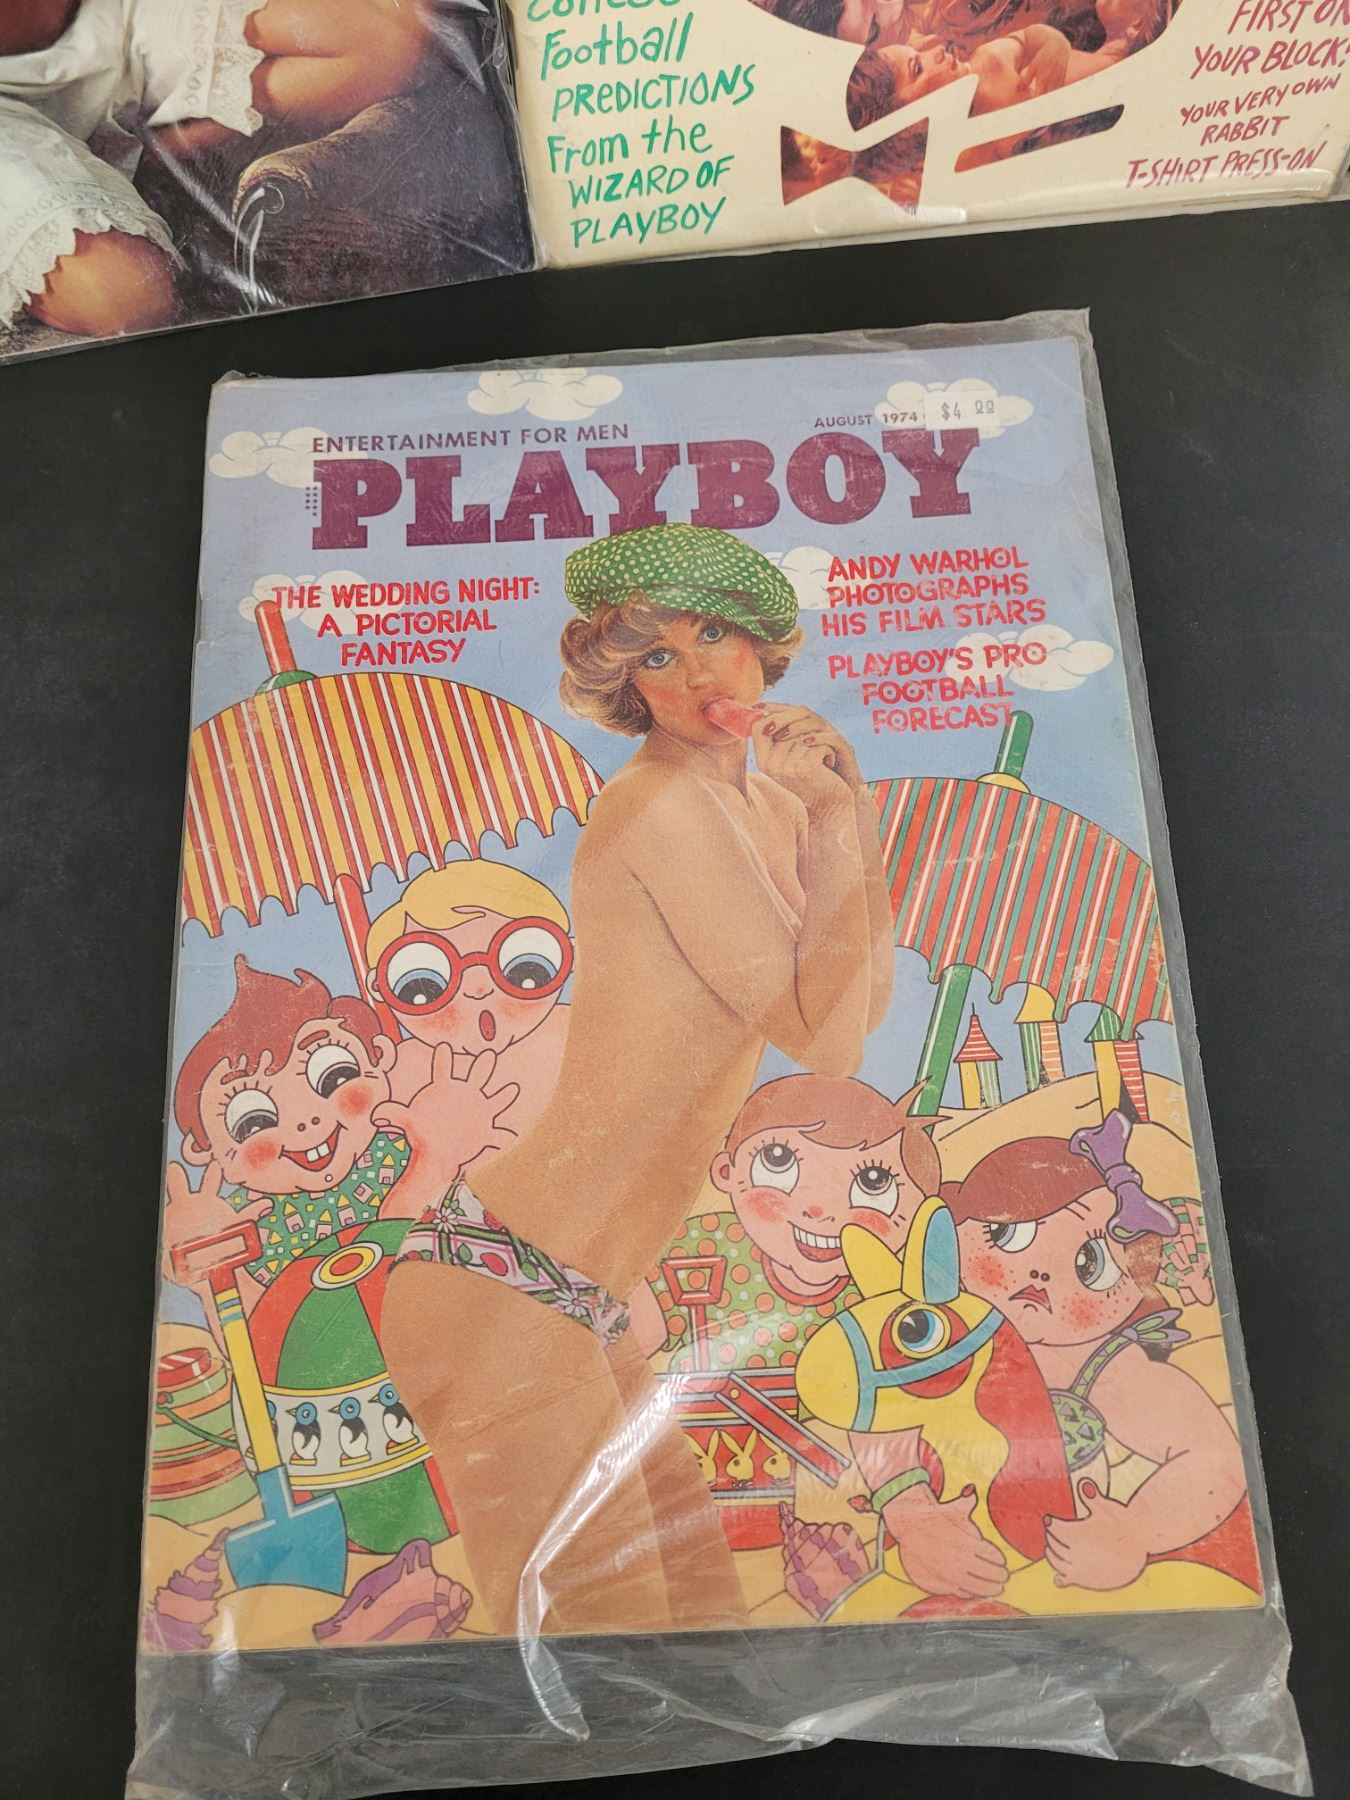 Football
PREDICTIONS
From the
WIZARD OF
PLAYBOY
FIRST ON
YOUR BLOCK!
YOUR VERY OWN
RABBIT
T-SHIRT PRESS-ON
ENTERTAINMENT FOR MEN
AUGUST 1974
$4 00
PLAYBOY
THE WEDDING NIGHT:
A PICTORIAL
FANTASY
ANDY WARHOL
PHOTOGRAPHS
HIS FILM STARS
PLAYBOY'S PRO
FOOTBALL
FORECAST